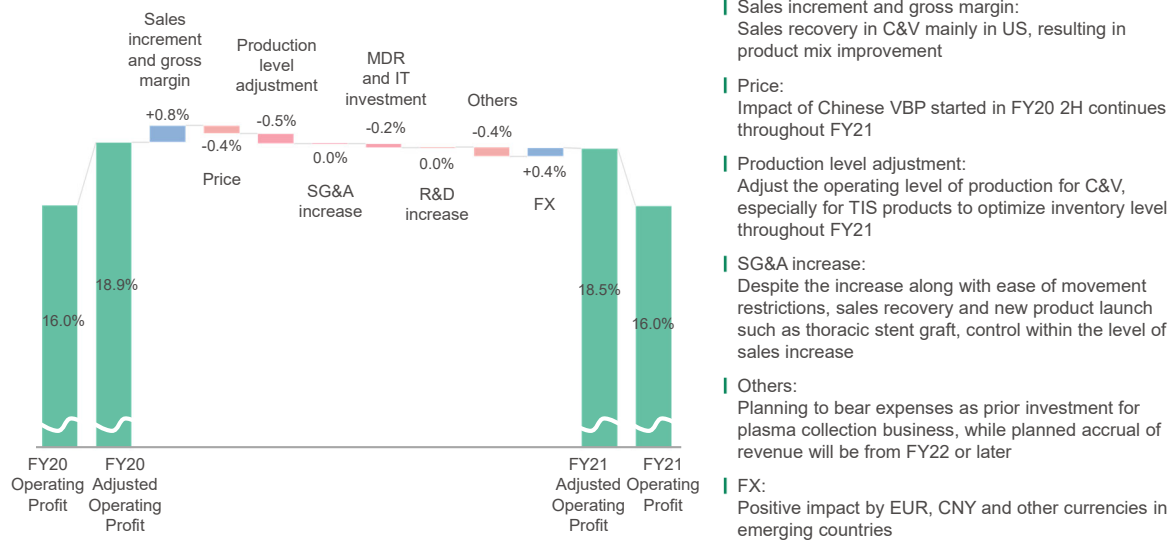 Sales
increment
and gross
margin
+0.8%
-0.4%
Price
Production
level
adjustment
-0.5%
0.0%
SG&A
increase
MDR
and IT
investment
-0.2%
0.0%
R&D
increase
Others
-0.4%
+0.4%
FX
16.0%
18.9%
18.5%
16.0%
FY20
Operating
Profit
FY20
Adjusted
Operating
Profit
FY21
Adjusted
Operating
Profit
FY21
Operating
Profit
Sales increment and gross margin:
Sales recovery in C&V mainly in US, resulting in
product mix improvement
Price:
Impact of Chinese VBP started in FY20 2H continues
throughout FY21
Production level adjustment:
Adjust the operating level of production for C&V,
especially for TIS products to optimize inventory level
throughout FY21
SG&A increase:
Despite the increase along with ease of movement
restrictions, sales recovery and new product launch
such as thoracic stent graft, control within the level of
sales increase
Others:
Planning to bear expenses as prior investment for
plasma collection business, while planned accrual of
revenue will be from FY22 or later
FX:
Positive impact by EUR, CNY and other currencies in
emerging countries